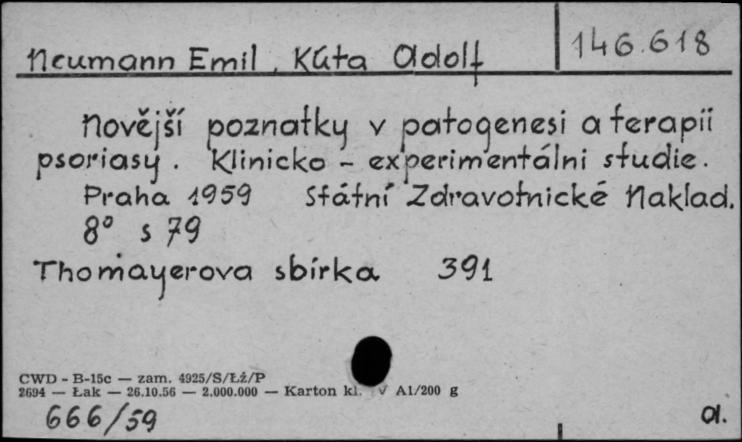 Neumann Emil, Kůta Adolf
146.618
Novější poznatky v patogenesi a terapii
psoriasy. Klinicko - experimentálni studie.
Praha 1959 Státní Zdravotnické Naklad.
8° s 79
Thomayerova sbírka 391
CWD - B-15c — zam. 4925/S/Łż/P
2694 — Łak — 26.10.56 — 2.000.000 — Karton kl. V A1/200 g
666/59
a.